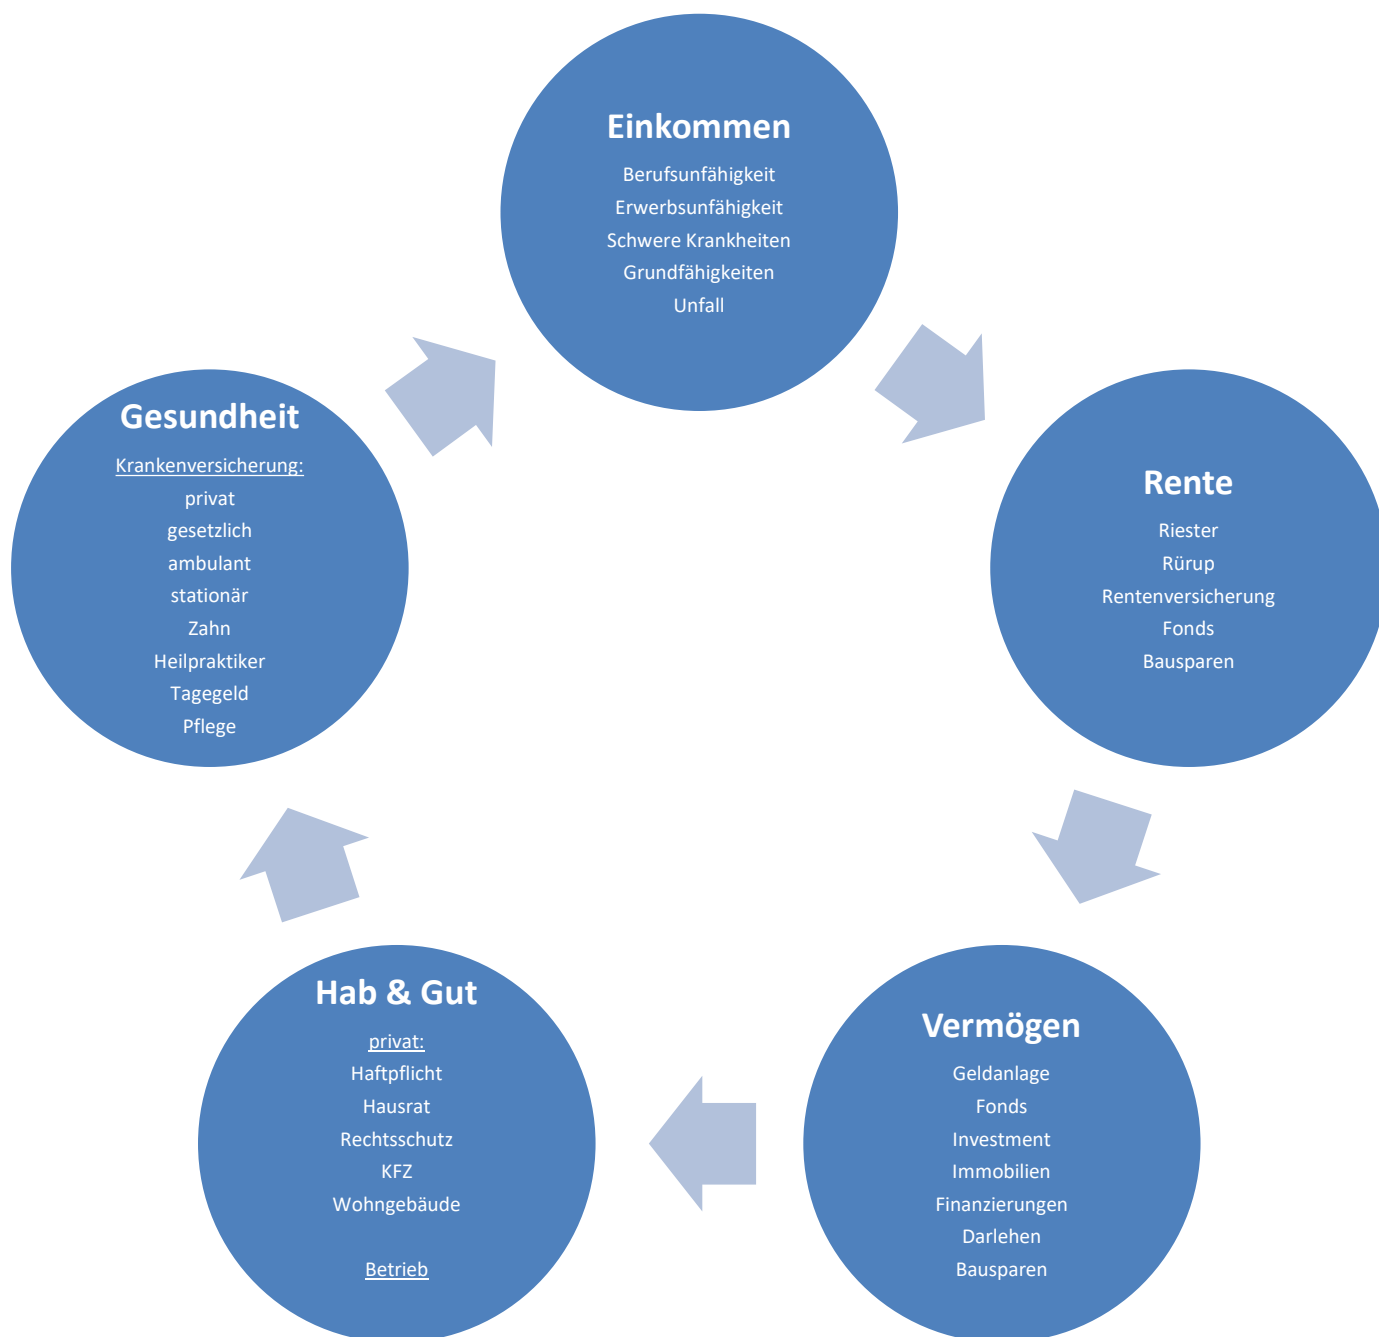 Einkommen
Berufsunfähigkeit
Erwerbsunfähigkeit
Schwere Krankheiten
Grundfähigkeiten
Unfall
Rente
Riester
Rürup
Rentenversicherung
Fonds
Bausparen
Vermögen
Geldanlage
Fonds
Investment
Immobilien
Finanzierungen
Darlehen
Bausparen
Hab & Gut
privat:
Haftpflicht
Hausrat
Rechtsschutz
KFZ
Wohngebäude
Betrieb
Gesundheit
Krankenversicherung:
privat
gesetzlich
ambulant
stationär
Zahn
Heilpraktiker
Tagegeld
Pflege